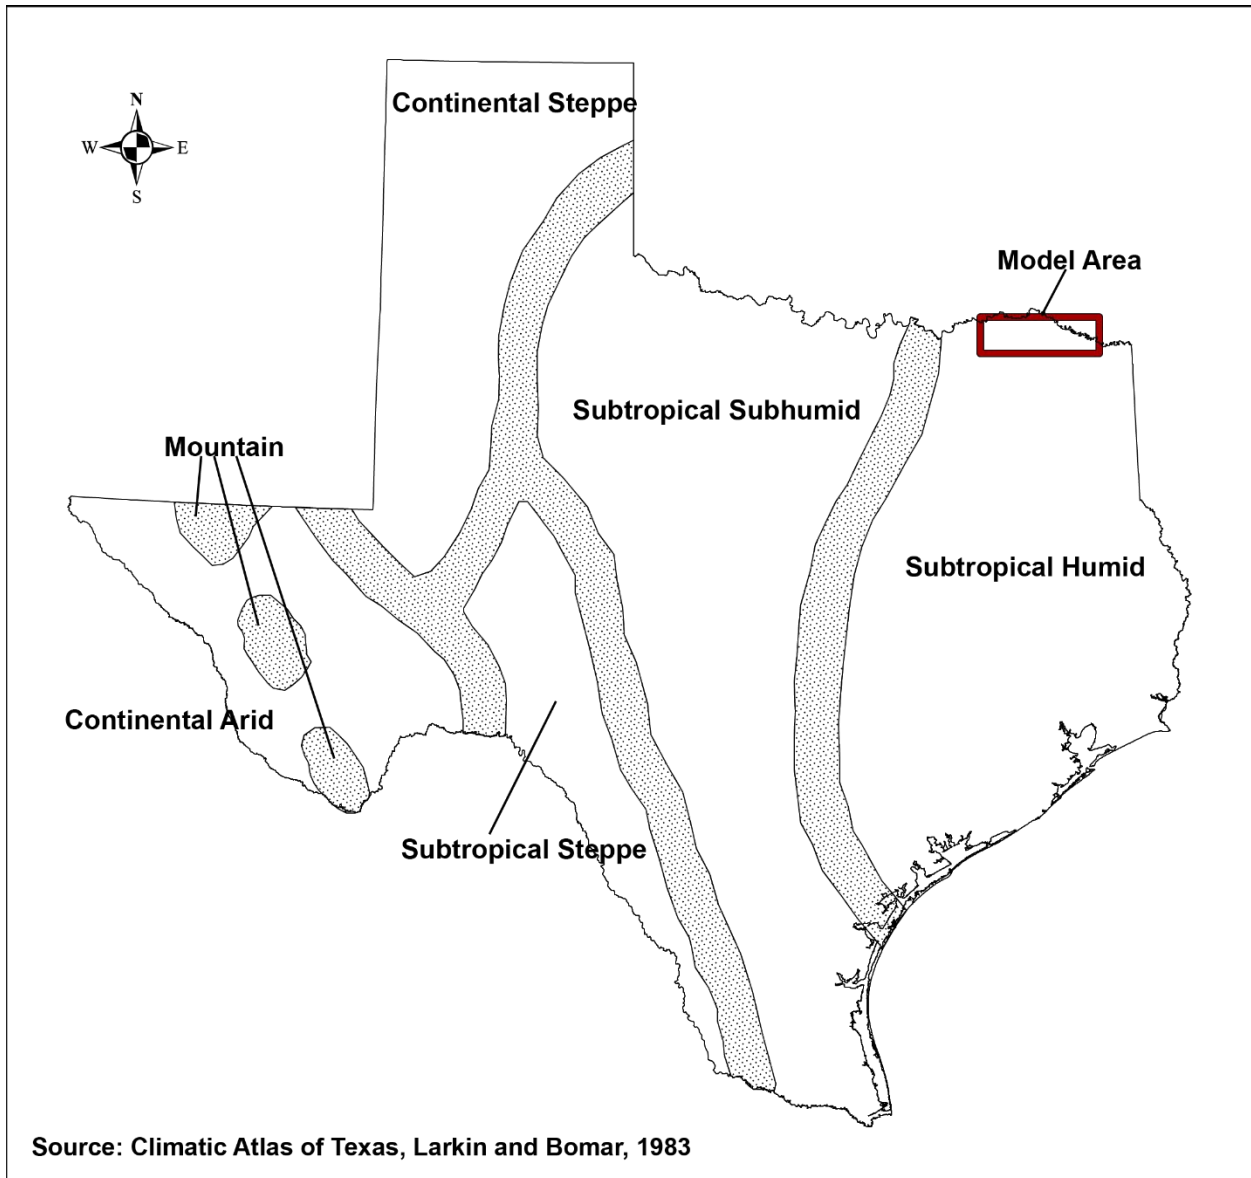 Continental Steppe
N
W E
S
Model Area
Subtropical Subhumid
Mountain
Subtropical Humid
Continental Arid
Subtropical Steppe
Source: Climatic Atlas of Texas, Larkin and Bomar, 1983